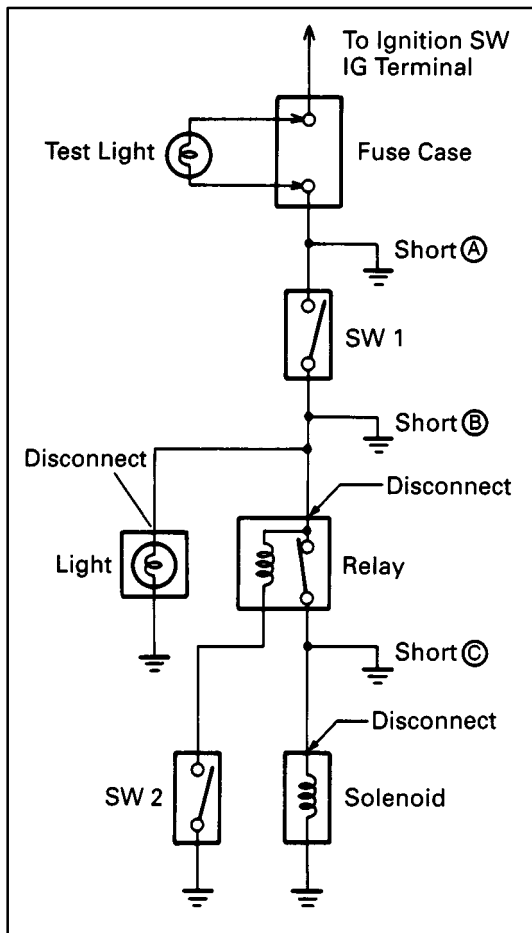 To Ignition SW
IG Terminal
Test Light
Fuse Case
Short Ⓐ
SW 1
Short Ⓑ
Disconnect
Disconnect
Light
Relay
Short Ⓒ
Disconnect
SW 2
Solenoid